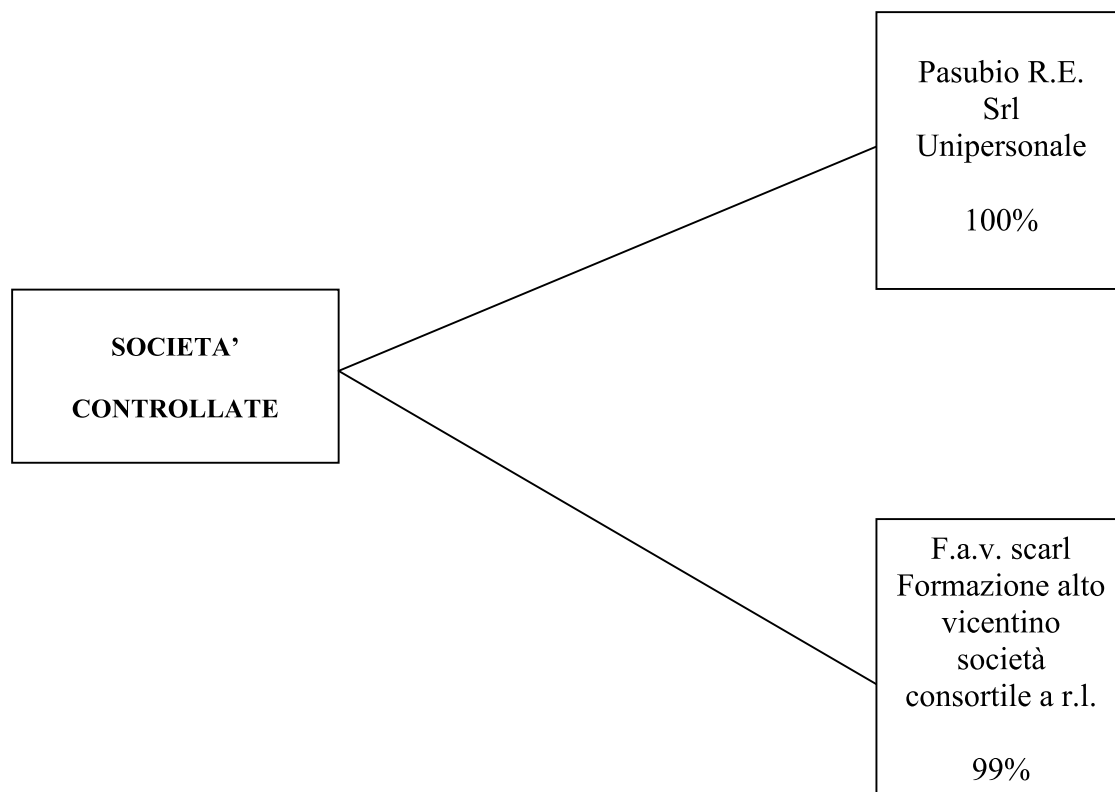 Pasubio R.E.
Srl
Unipersonale
100%
SOCIETA’
CONTROLLATE
F.a.v. scarl
Formazione alto
vicentino
società
consortile a r.l.
99%